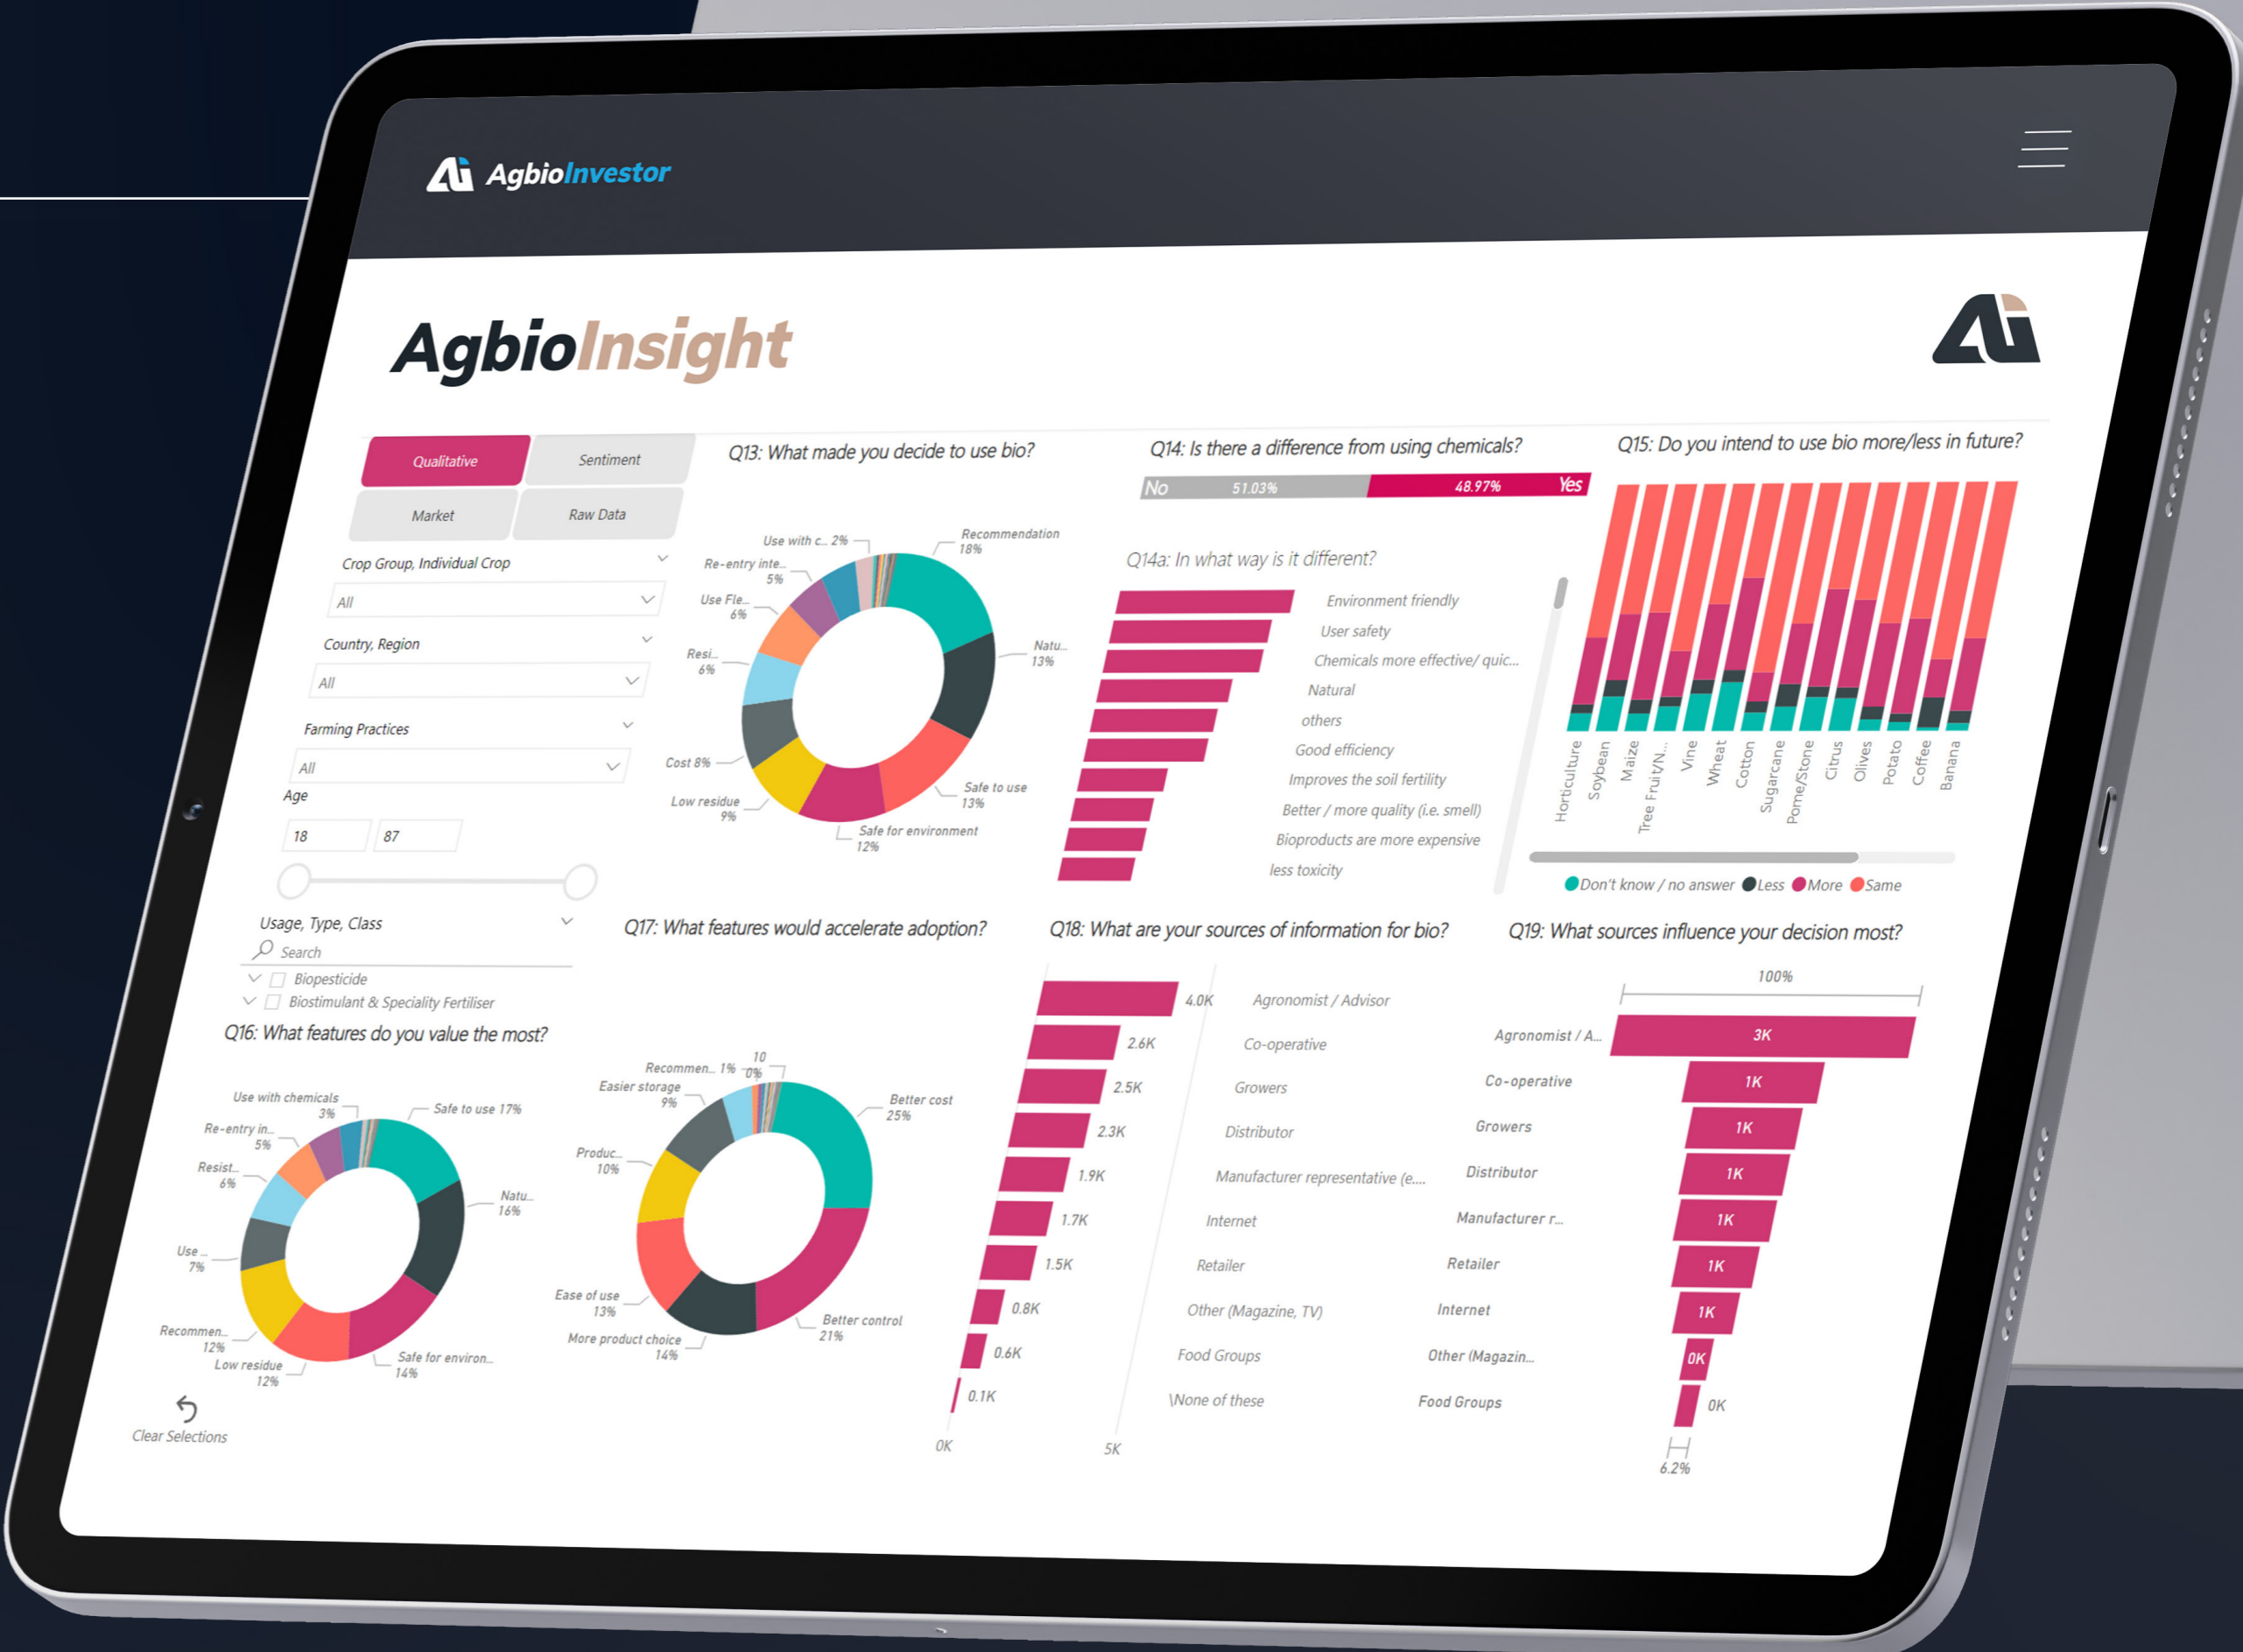 AgbioInvestor
AgbioInsight
Qualitative
Sentiment
Market
Raw Data
Crop Group, Individual Crop
All
Country, Region
All
Farming Practices
All
Age
18
87
Usage, Type, Class
Search
Biopesticide
Biostimulant & Speciality Fertiliser
Q13: What made you decide to use bio?
Use with c... 2%
Recommendation
18%
Re-entry inte...
5%
Use Fle...
6%
Natu...
13%
Resi...
6%
Cost 8%
Safe to use
13%
Low residue
9%
Safe for environment
12%
Q14: Is there a difference from using chemicals?
No
51.03%
48.97%
Yes
Q14a: In what way is it different?
Environment friendly
User safety
Chemicals more effective/ quic...
Natural
others
Good efficiency
Improves the soil fertility
Better / more quality (i.e. smell)
Bioproducts are more expensive
less toxicity
Q15: Do you intend to use bio more/less in future?
Horticulture
Soybean
Maize
Tree Fruit/N...
Vine
Wheat
Cotton
Sugarcane
Pome/Stone
Citrus
Olives
Potato
Coffee
Banana
Don't know / no answer
Less
More
Same
Q16: What features do you value the most?
Use with chemicals
3%
Safe to use 17%
Re-entry in...
5%
Resist...
6%
Natu...
16%
Use ...
7%
Recommen...
12%
Low residue
12%
Safe for environ...
14%
Clear Selections
Q17: What features would accelerate adoption?
10
Recommen... 1%
0%
Easier storage
9%
Better cost
25%
Produc...
10%
Ease of use
13%
More product choice
14%
Better control
21%
Q18: What are your sources of information for bio?
4.0K
Agronomist / Advisor
2.6K
Co-operative
2.5K
Growers
2.3K
Distributor
1.9K
Manufacturer representative (e....
1.7K
Internet
1.5K
Retailer
0.8K
Other (Magazine, TV)
0.6K
Food Groups
0.1K
\None of these
0K
5K
Q19: What sources influence your decision most?
100%
Agronomist / A...
3K
Co-operative
1K
Growers
1K
Distributor
1K
Manufacturer r...
1K
Retailer
1K
Internet
1K
Other (Magazin...
0K
Food Groups
0K
6.2%